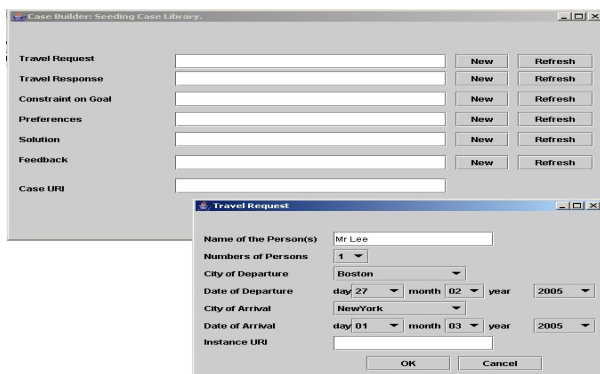 Case Builder: Seeding Case Library.
Travel Request New Refresh
Travel Response New Refresh
Constraint on Goal New Refresh
Preferences New Refresh
Solution New Refresh
Feedback New Refresh
Case URI
Travel Request
Name of the Person(s) Mr Lee
Numbers of Persons 1
City of Departure Boston
Date of Departure day 27 month 02 year 2005
City of Arrival NewYork
Date of Arrival day 01 month 03 year 2005
Instance URI
OK Cancel